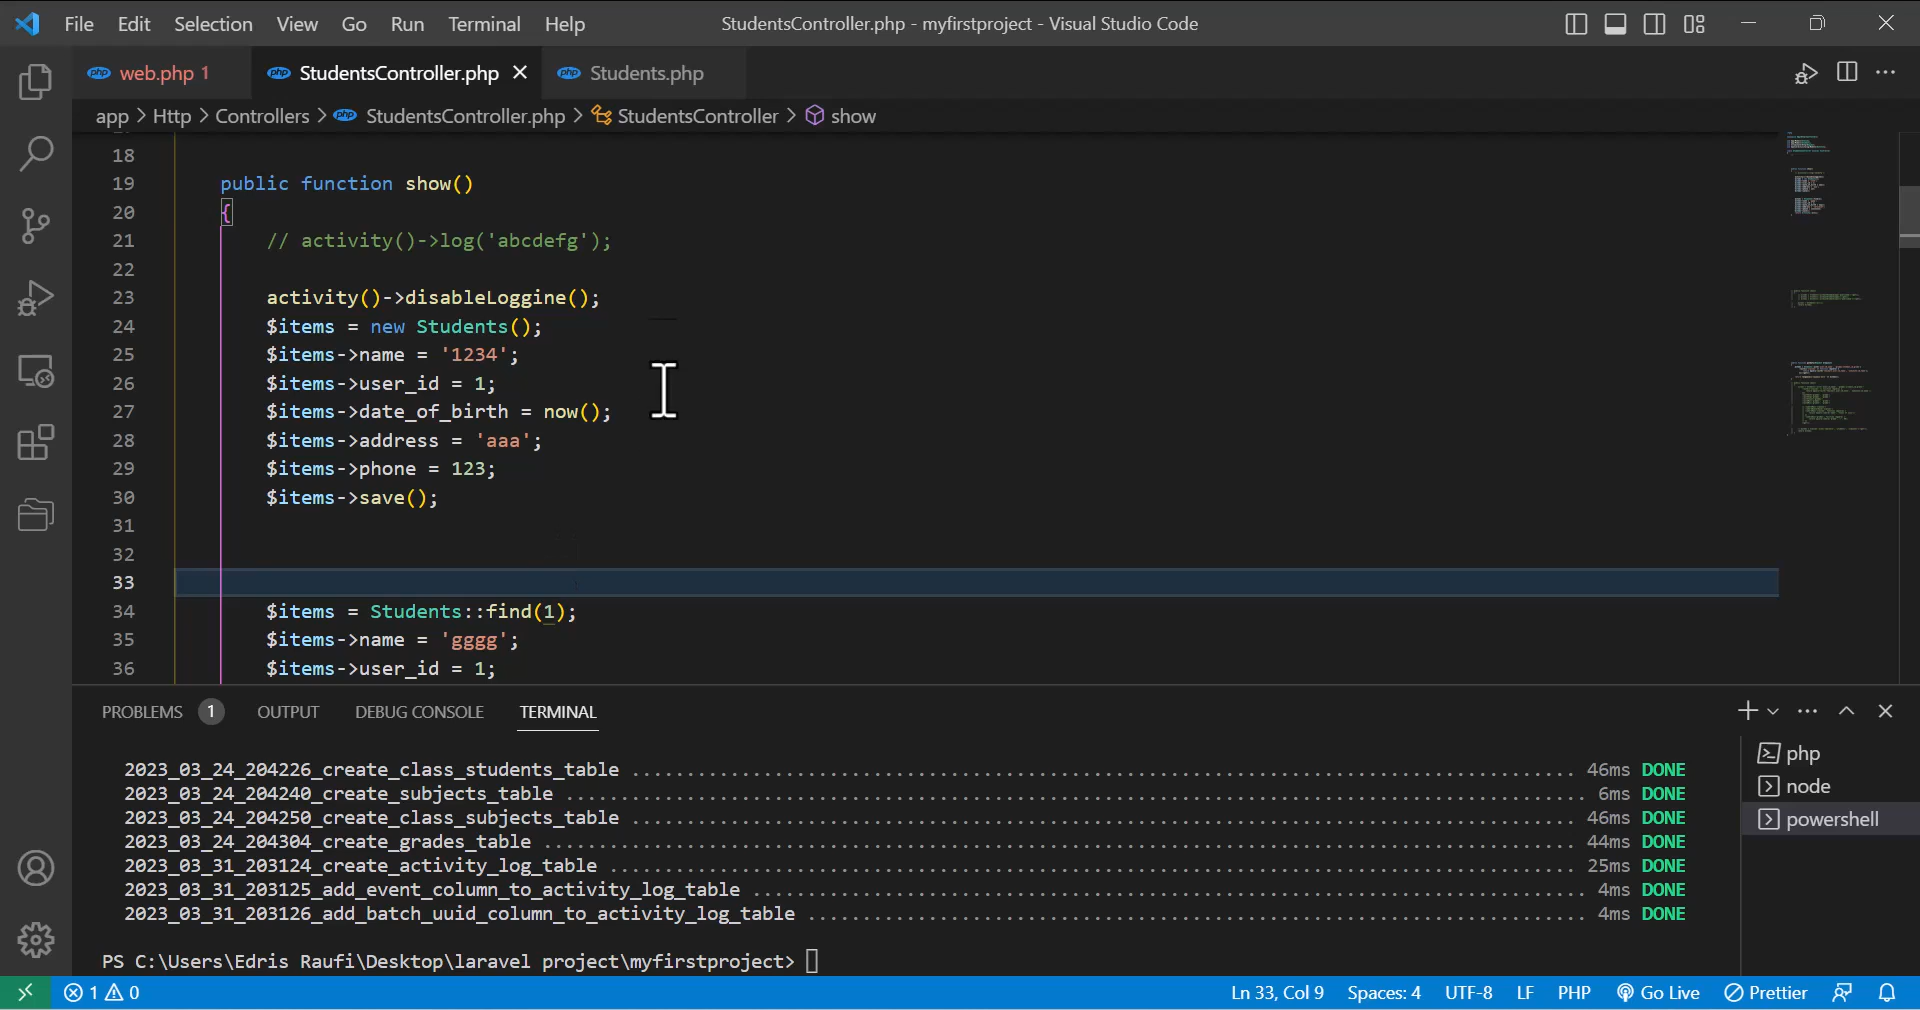 File Edit Selection View Go Run Terminal Help StudentsController.php - myfirstproject - Visual Studio Code
web.php 1 StudentsController.php Students.php
app > Http > Controllers > StudentsController.php > StudentsController > show
18
19 public function show()
20 {
21 // activity()->log('abcdefg');
22
23 activity()->disableLoggine();
24 $items = new Students();
25 $items->name = '1234';
26 $items->user_id = 1;
27 $items->date_of_birth = now();
28 $items->address = 'aaa';
29 $items->phone = 123;
30 $items->save();
31
32
33
34 $items = Students::find(1);
35 $items->name = 'gggg';
36 $items->user_id = 1;
PROBLEMS 1 OUTPUT DEBUG CONSOLE TERMINAL
2023_03_24_204226_create_class_students_table ........ 46ms DONE
2023_03_24_204240_create_subjects_table ........ 6ms DONE
2023_03_24_204250_create_class_subjects_table ........ 46ms DONE
2023_03_24_204304_create_grades_table ........ 44ms DONE
2023_03_31_203124_create_activity_log_table ........ 25ms DONE
2023_03_31_203125_add_event_column_to_activity_log_table ........ 4ms DONE
2023_03_31_203126_add_batch_uuid_column_to_activity_log_table ........ 4ms DONE
PS C:\Users\Edris Raufi\Desktop\laravel project\myfirstproject>
php
node
powershell
1 0 Ln 33, Col 9 Spaces: 4 UTF-8 LF PHP Go Live Prettier